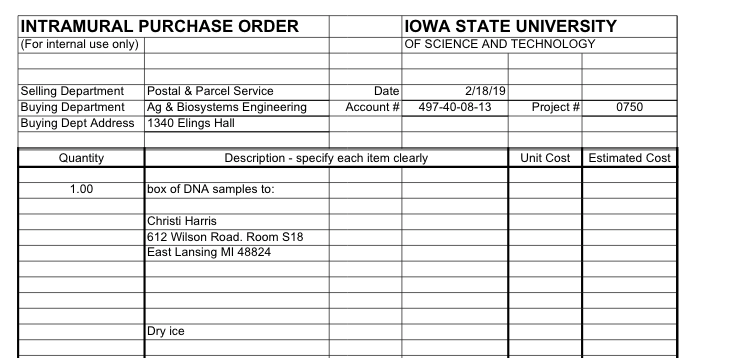 INTRAMURAL PURCHASE ORDER IOWA STATE UNIVERSITY
(For internal use only) OF SCIENCE AND TECHNOLOGY
Selling Department Postal & Parcel Service Date 2/18/19
Buying Department Ag & Biosystems Engineering Account # 497-40-08-13 Project # 0750
Buying Dept Address 1340 Elings Hall
Quantity Description - specify each item clearly Unit Cost Estimated Cost
1.00 box of DNA samples to:
Christi Harris
612 Wilson Road. Room S18
East Lansing MI 48824
Dry ice